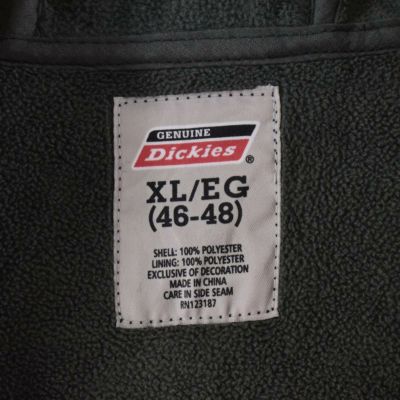 GENUINE
Dickies®
XL/EG
(46-48)
SHELL: 100% POLYESTER
LINING: 100% POLYESTER
EXCLUSIVE OF DECORATION
MADE IN CHINA
CARE IN SIDE SEAM
RN123187